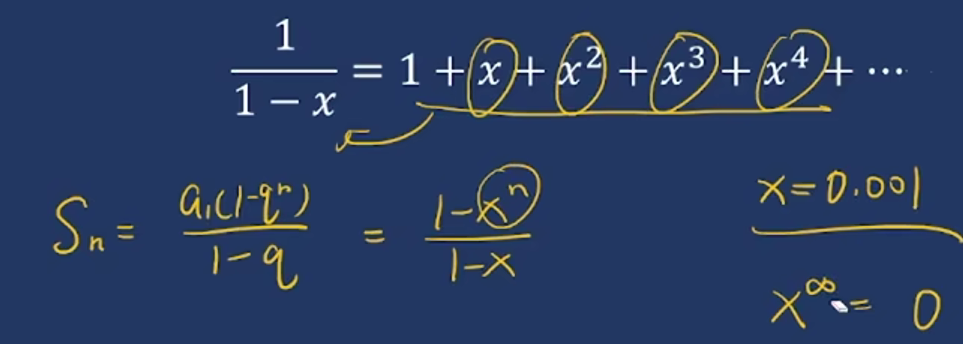 1/(1 − x) = 1 + x + x² + x³ + x⁴ + ⋯
Sₙ = a₁(1-qⁿ)/(1-q) = (1-xⁿ)/(1-x)
x = 0.001
x^∞ = 0